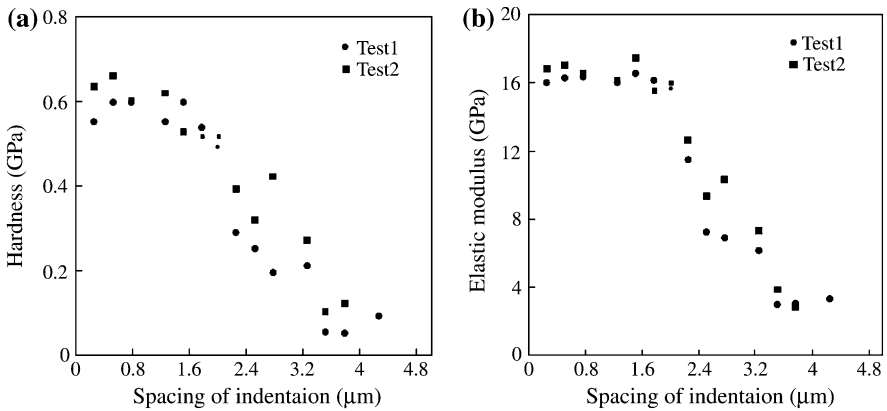 (a)
0.8
0.6
0.4
0.2
0
Hardness (GPa)
Test1
Test2
0 0.8 1.6 2.4 3.2 4.0 4.8
Spacing of indentaion (μm)
(b)
20
16
12
8
4
0
Elastic modulus (GPa)
Test1
Test2
0 0.8 1.6 2.4 3.2 4 4.8
Spacing of indentaion (μm)